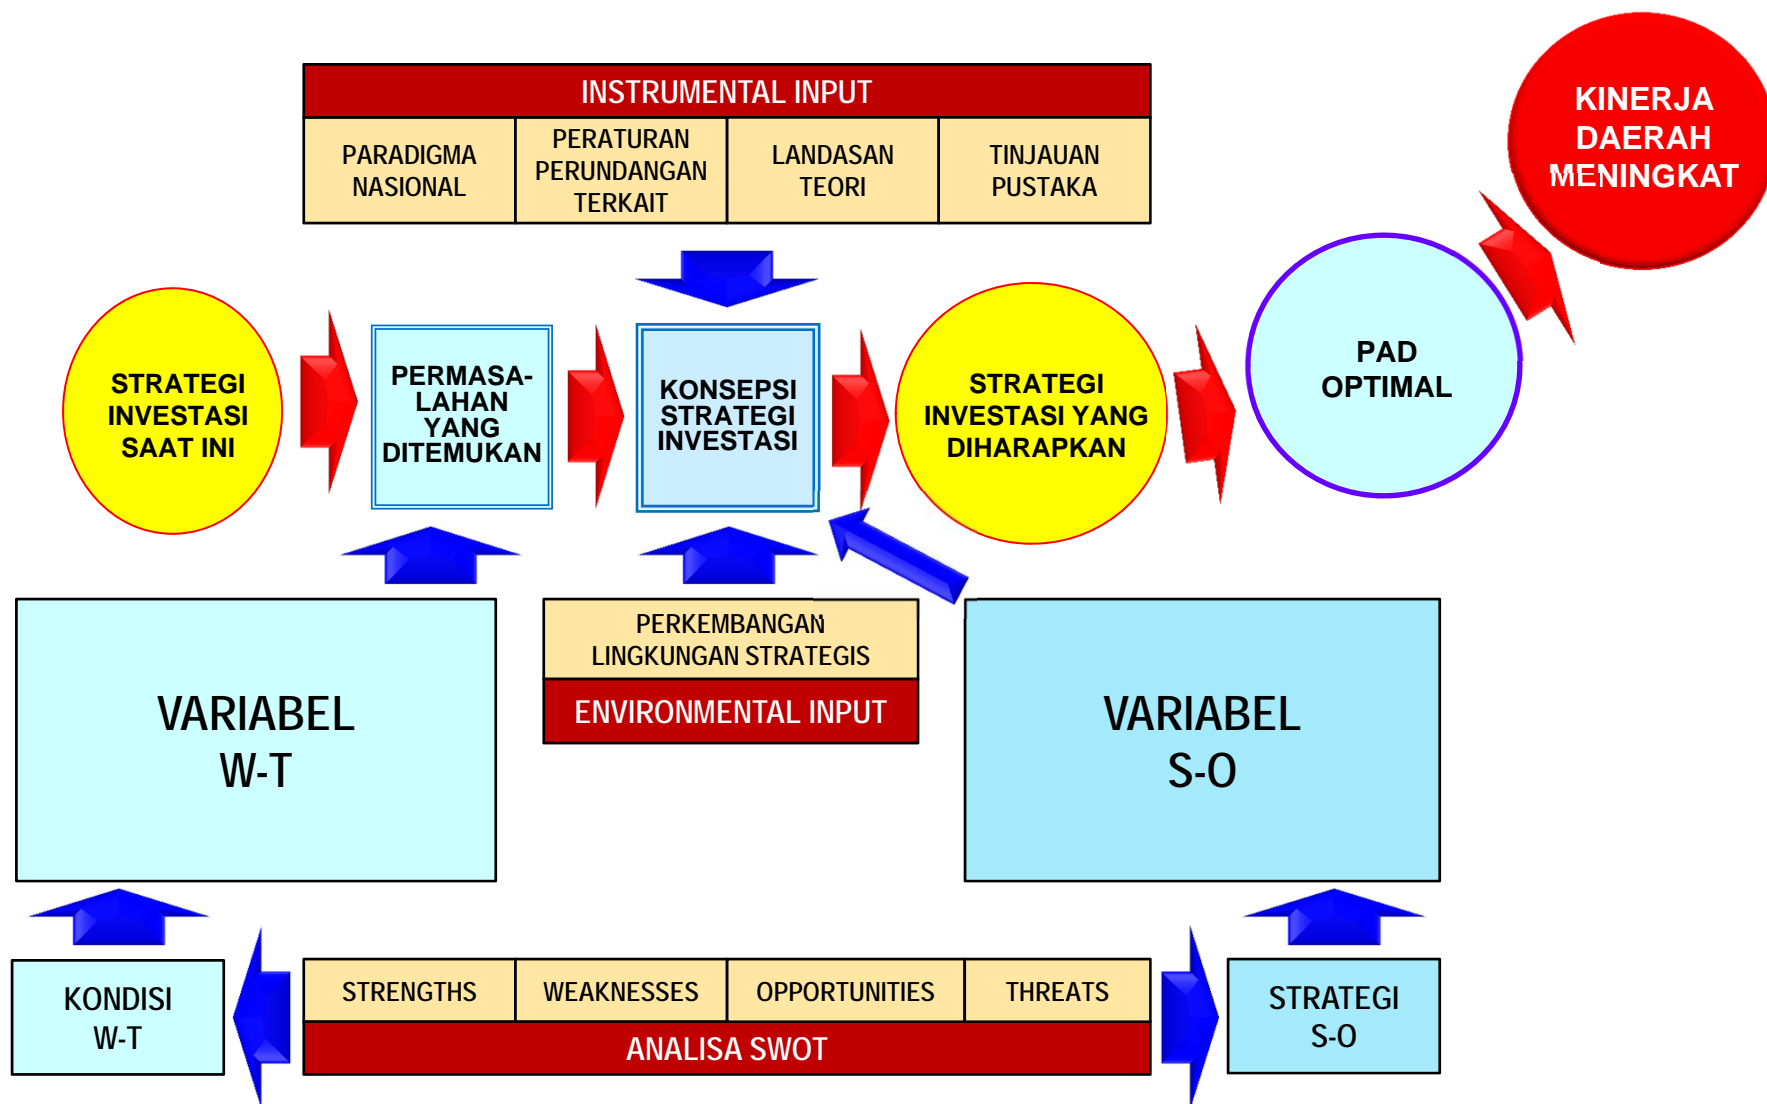 INSTRUMENTAL INPUT
PARADIGMA
NASIONAL
PERATURAN
PERUNDANGAN
TERKAIT
LANDASAN
TEORI
TINJAUAN
PUSTAKA
KINERJA
DAERAH
MENINGKAT
STRATEGI
INVESTASI
SAAT INI
PERMASA-
LAHAN
YANG
DITEMUKAN
KONSEPSI
STRATEGI
INVESTASI
STRATEGI
INVESTASI YANG
DIHARAPKAN
PAD
OPTIMAL
VARIABEL
W-T
PERKEMBANGAN
LINGKUNGAN STRATEGIS
ENVIRONMENTAL INPUT
VARIABEL
S-O
KONDISI
W-T
STRENGTHS
WEAKNESSES
OPPORTUNITIES
THREATS
ANALISA SWOT
STRATEGI
S-O